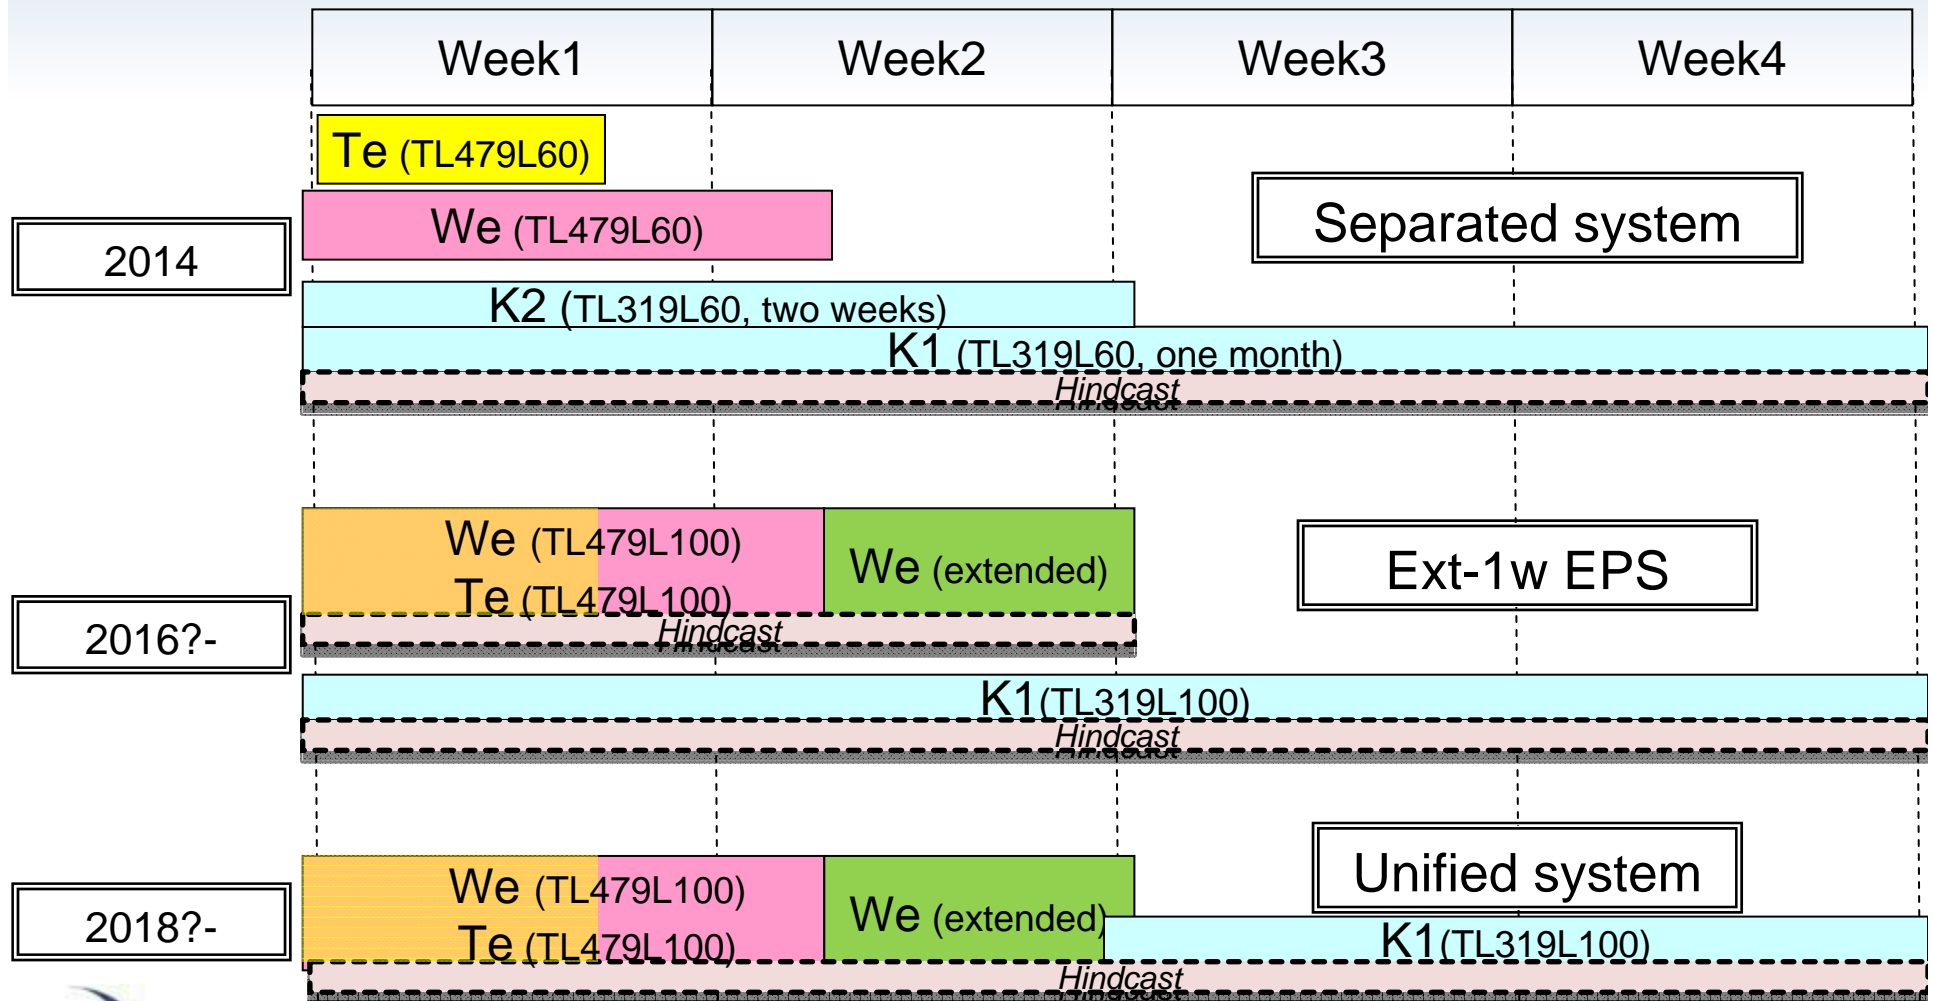 Week1 Week2 Week3 Week4
Te (TL479L60)
We (TL479L60)
Separated system
2014
K2 (TL319L60, two weeks)
K1 (TL319L60, one month)
Hindcast
We (TL479L100)
Te (TL479L100)
We (extended)
Ext-1w EPS
2016?-
Hindcast
K1(TL319L100)
Hindcast
Unified system
We (TL479L100)
Te (TL479L100)
We (extended)
2018?-
K1(TL319L100)
Hindcast